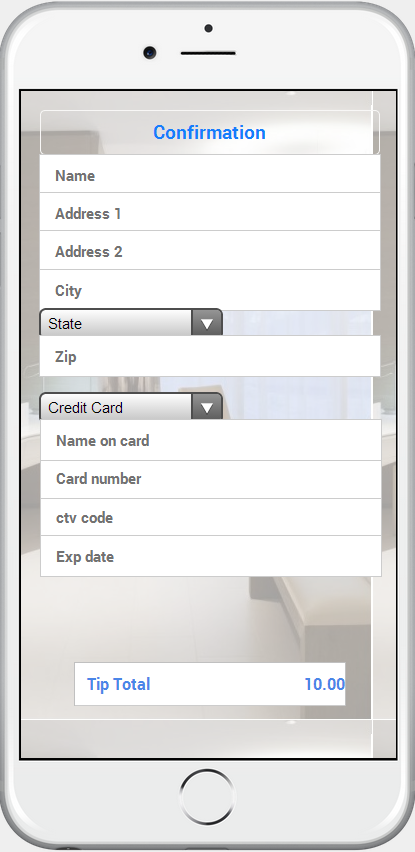 Confirmation
Name
Address 1
Address 2
City
State
Zip
Credit Card
Name on card
Card number
ctv code
Exp date
Tip Total 10.00